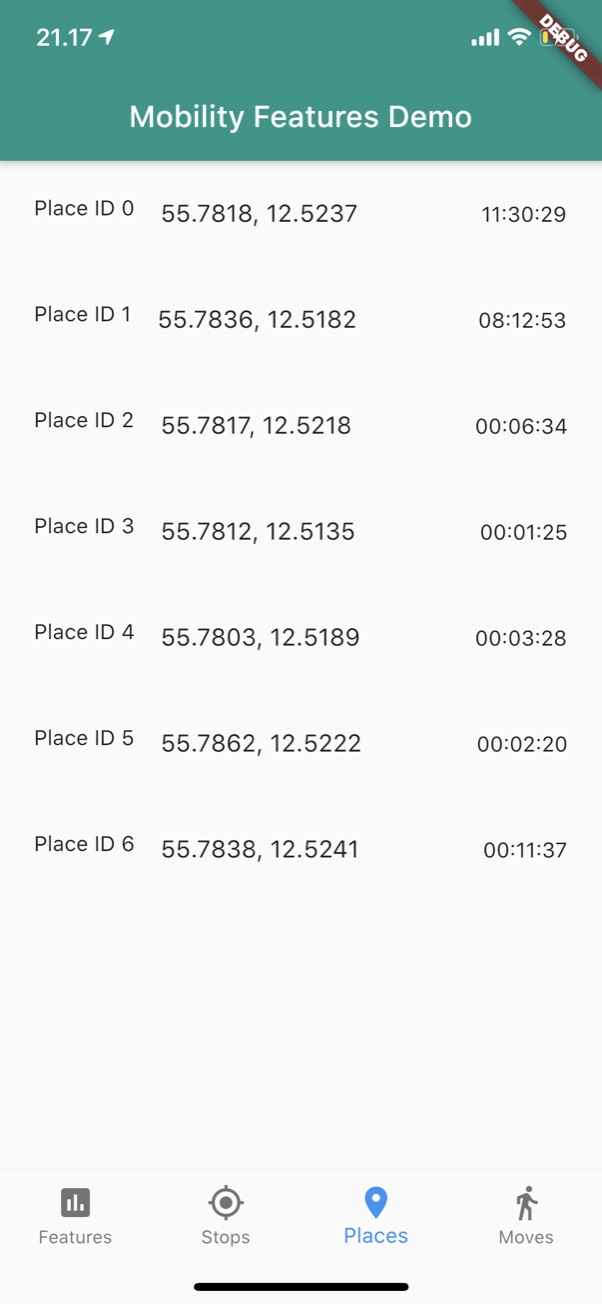 21.17
DEBUG
Mobility Features Demo
Place ID 0 55.7818, 12.5237 11:30:29
Place ID 1 55.7836, 12.5182 08:12:53
Place ID 2 55.7817, 12.5218 00:06:34
Place ID 3 55.7812, 12.5135 00:01:25
Place ID 4 55.7803, 12.5189 00:03:28
Place ID 5 55.7862, 12.5222 00:02:20
Place ID 6 55.7838, 12.5241 00:11:37
Features Stops Places Moves